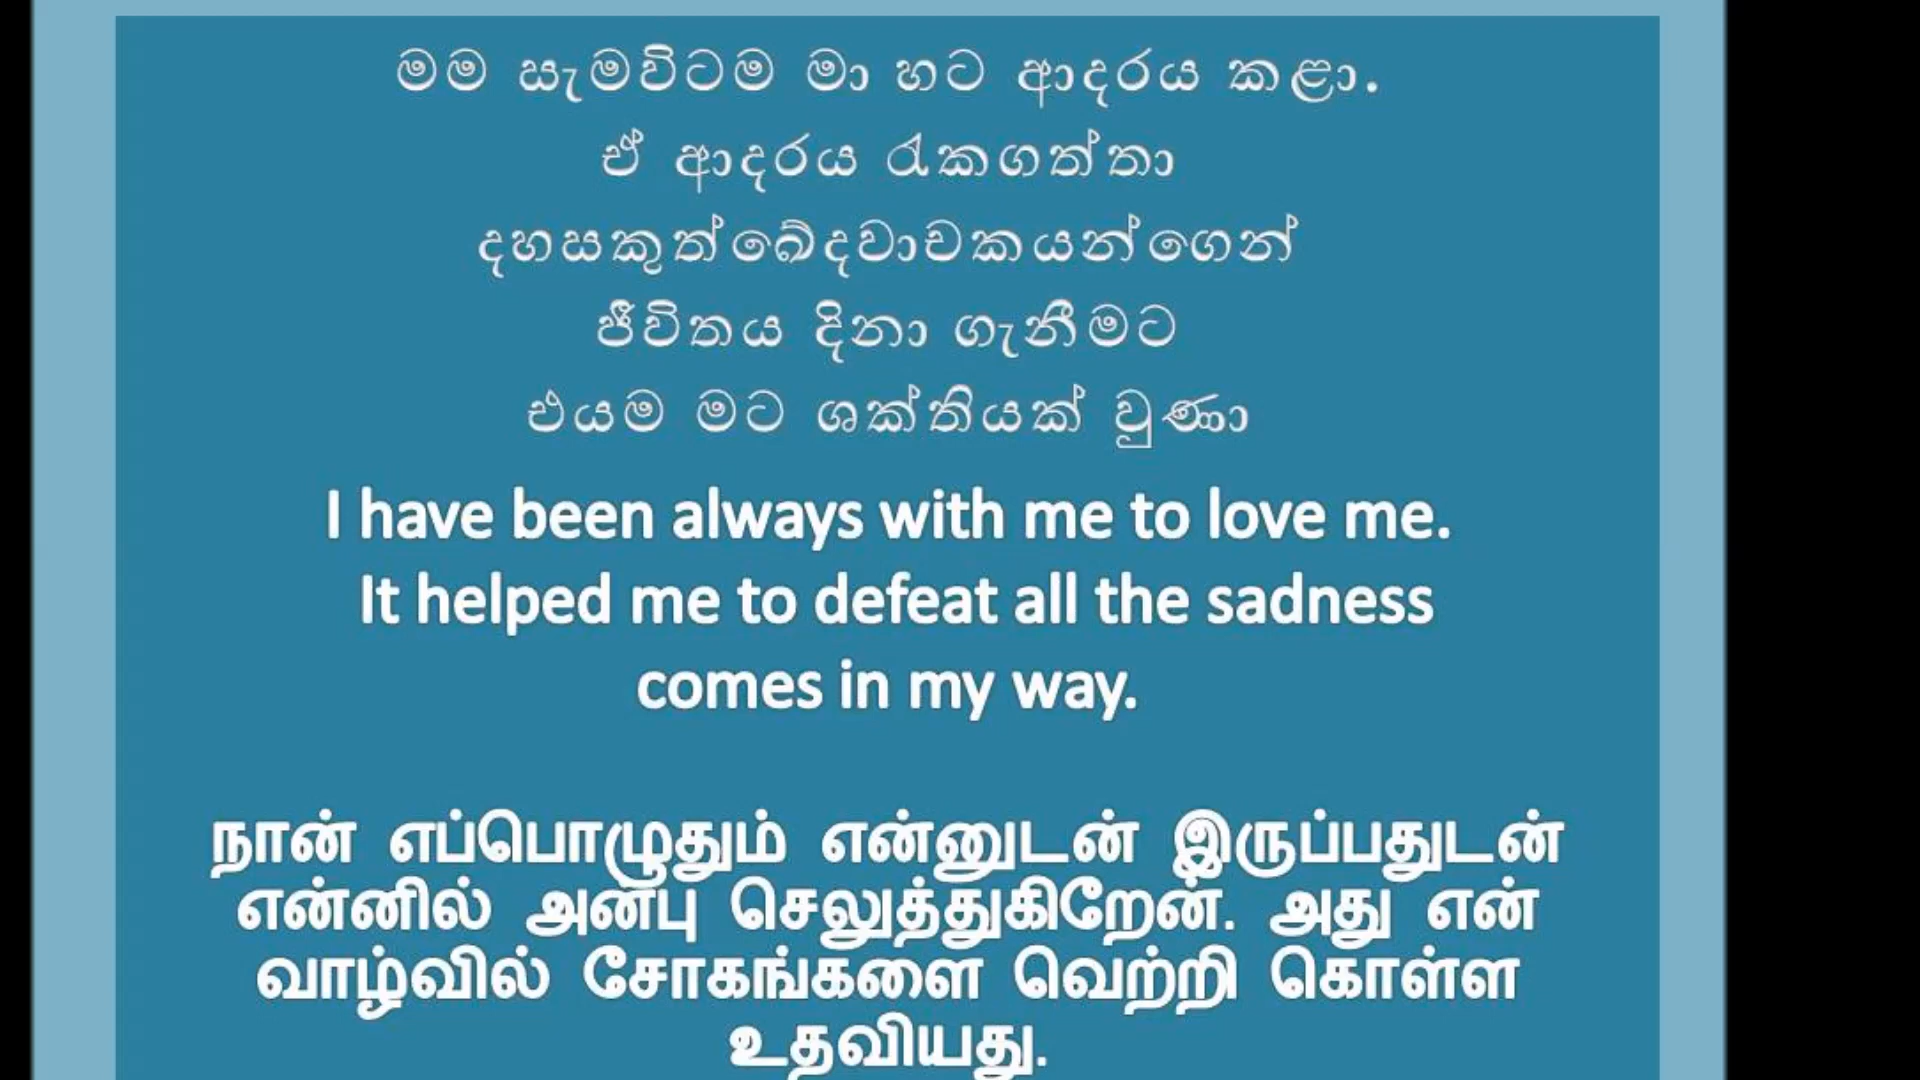 මම සැමවිටම මා හට ආදරය කළා.
ඒ ආදරය රැකගත්තා
දහසකුත්ඛේදවාචකයන්ගෙන්
ජීවිතය දිනා ගැනීමට
එයම මට ශක්තියක් වුණා
I have been always with me to love me.
It helped me to defeat all the sadness
comes in my way.
நான் எப்பொழுதும் என்னுடன் இருப்பதுடன்
என்னில் அன்பு செலுத்துகிறேன். அது என்
வாழ்வில் சோகங்களை வெற்றி கொள்ள
உதவியது.